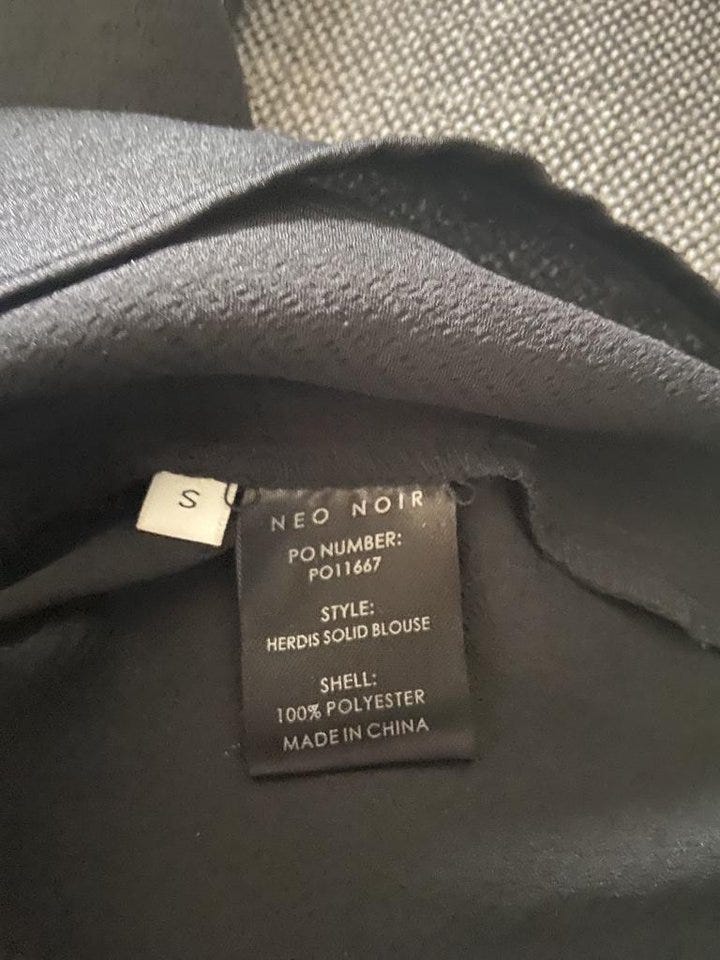 S
NEO NOIR
PO NUMBER:
PO11667
STYLE:
HERDIS SOLID BLOUSE
SHELL:
100% POLYESTER
MADE IN CHINA